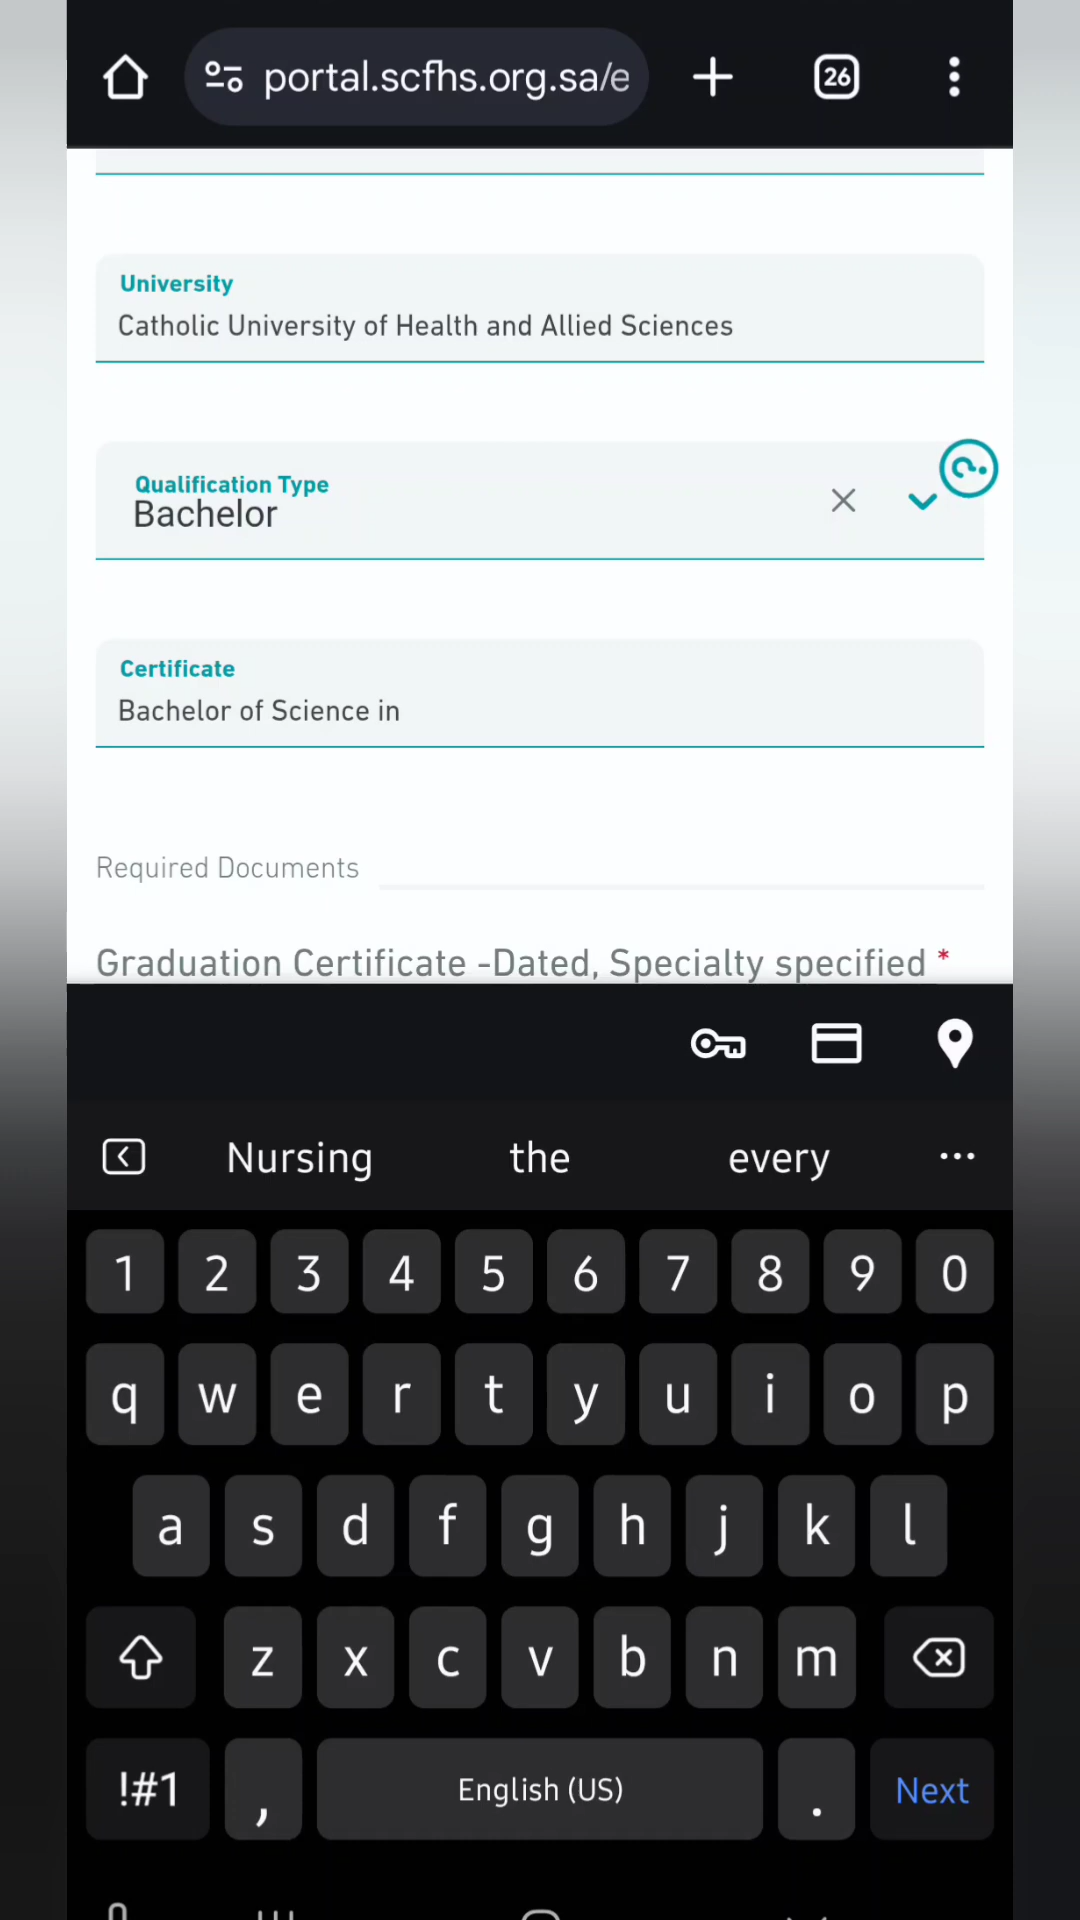 portal.scfhs.org.sa/e
26
University
Catholic University of Health and Allied Sciences
Qualification Type
Bachelor
Certificate
Bachelor of Science in
Required Documents
Graduation Certificate -Dated, Specialty specified *
Nursing the every ...
1 2 3 4 5 6 7 8 9 0
q w e r t y u i o p
a s d f g h j k l
z x c v b n m
!#1 , English (US) . Next